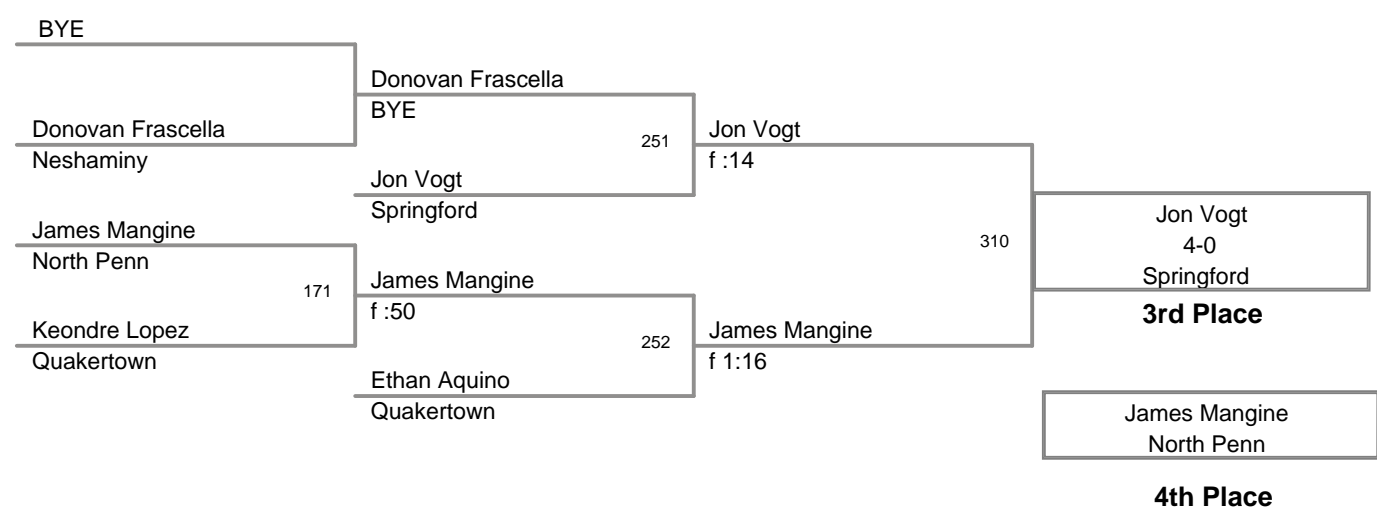 BYE
Donovan Frascella
BYE
Donovan Frascella
Neshaminy
251
Jon Vogt
f :14
Jon Vogt
Springford
James Mangine
North Penn
310
Jon Vogt
4-0
Springford
3rd Place
171
James Mangine
f :50
Keondre Lopez
Quakertown
252
James Mangine
f 1:16
Ethan Aquino
Quakertown
James Mangine
North Penn
4th Place